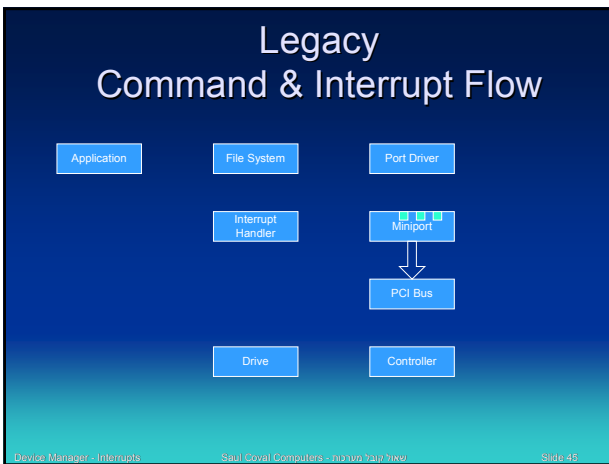 Legacy
Command & Interrupt Flow
Application
File System
Port Driver
Interrupt
Handler
Miniport
PCI Bus
Drive
Controller
Device Manager - Interrupts
Saul Coval Computers - שאול קובל מערכות
Slide 45